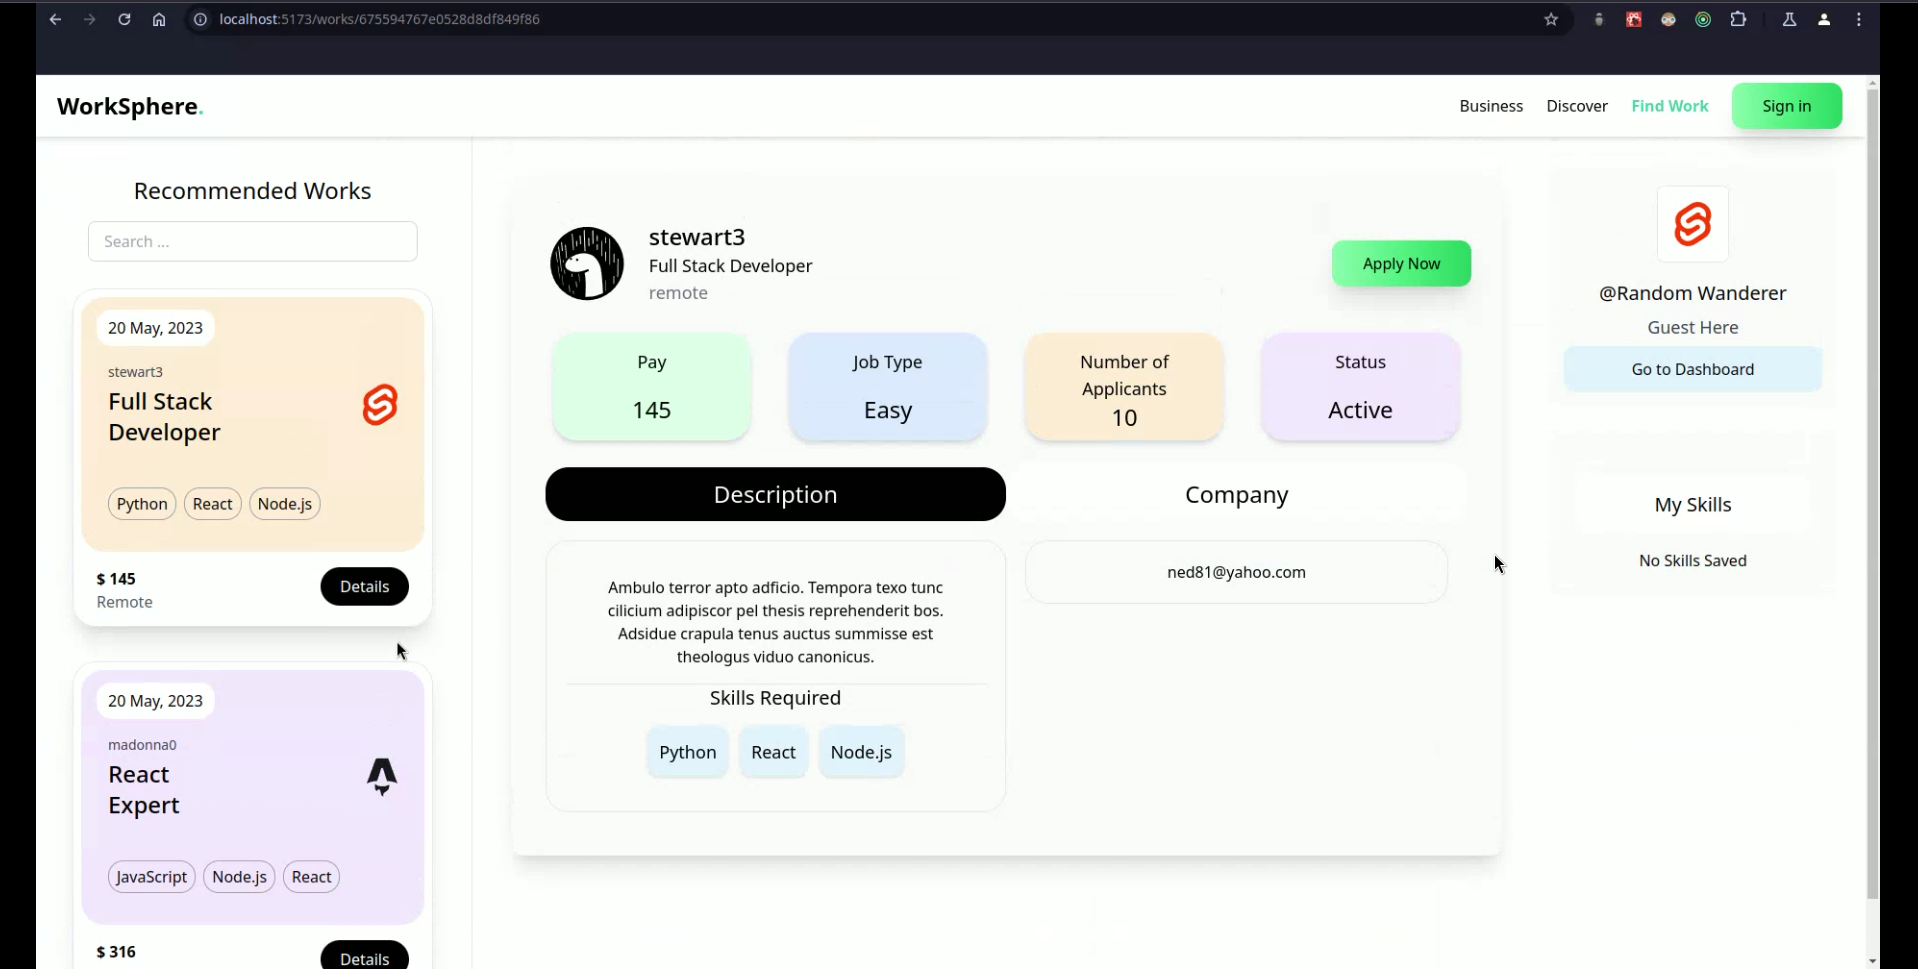 localhost:5173/works/675594767e0528d8df849f86
WorkSphere.
Business
Discover
Find Work
Sign in
Recommended Works
Search ...
20 May, 2023
stewart3
Full Stack
Developer
Python
React
Node.js
$ 145
Remote
Details
20 May, 2023
madonna0
React
Expert
JavaScript
Node.js
React
$ 316
Details
stewart3
Full Stack Developer
remote
Apply Now
Pay
145
Job Type
Easy
Number of
Applicants
10
Status
Active
Description
Company
Ambulo terror apto adficio. Tempora texo tunc
cilicium adipiscor pel thesis reprehenderit bos.
Adsidue crapula tenus auctus summisse est
theologus viduo canonicus.
Skills Required
Python
React
Node.js
ned81@yahoo.com
@Random Wanderer
Guest Here
Go to Dashboard
My Skills
No Skills Saved